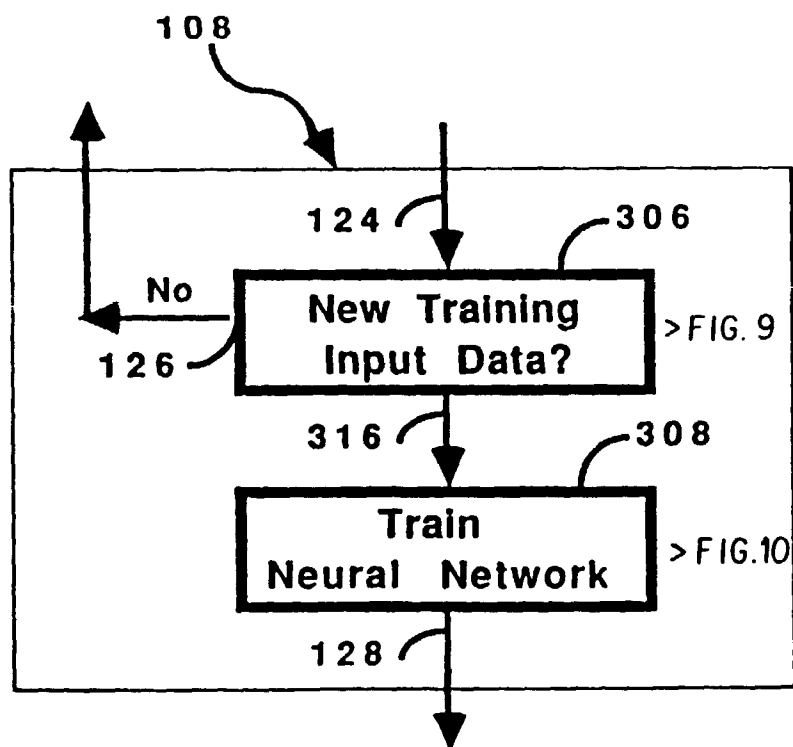 108
124
306
No
New Training
Input Data?
>FIG. 9
126
316
308
Train
Neural Network
>FIG.10
128